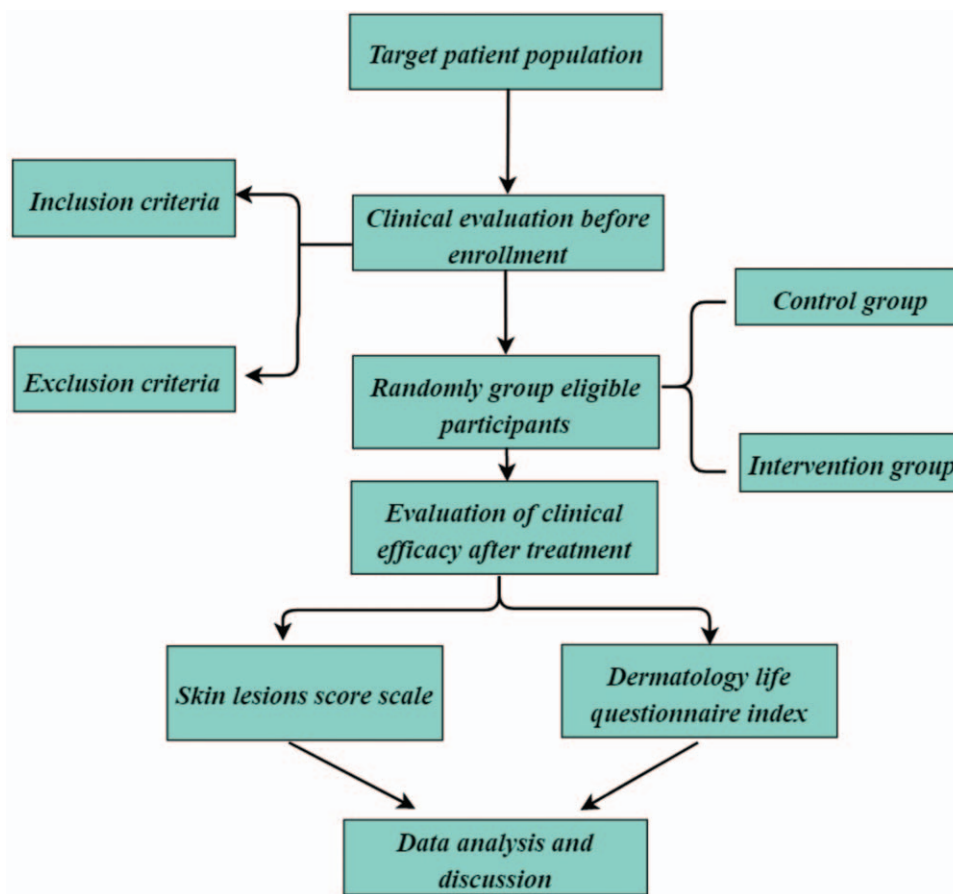 Target patient population
Inclusion criteria
Clinical evaluation before
enrollment
Control group
Exclusion criteria
Randomly group eligible
participants
Intervention group
Evaluation of clinical
efficacy after treatment
Skin lesions score scale
Dermatology life
questionnaire index
Data analysis and
discussion